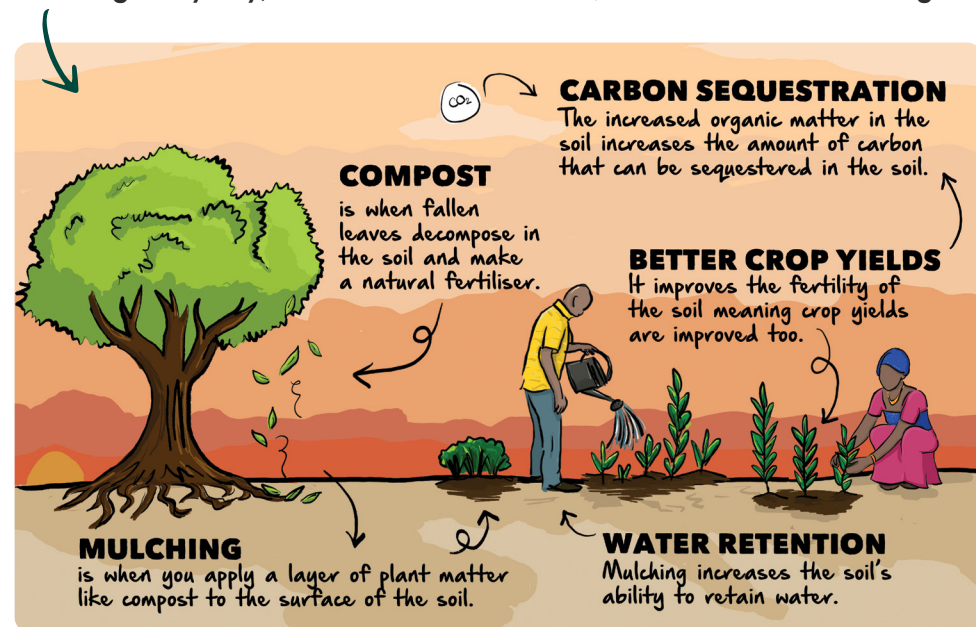 CO2
CARBON SEQUESTRATION
The increased organic matter in the
soil increases the amount of carbon
that can be sequestered in the soil.
COMPOST
is when fallen
leaves decompose in
the soil and make
a natural fertiliser.
BETTER CROP YIELDS
It improves the fertility of
the soil meaning crop yields
are improved too.
MULCHING
is when you apply a layer of plant matter
like compost to the surface of the soil.
WATER RETENTION
Mulching increases the soil's
ability to retain water.